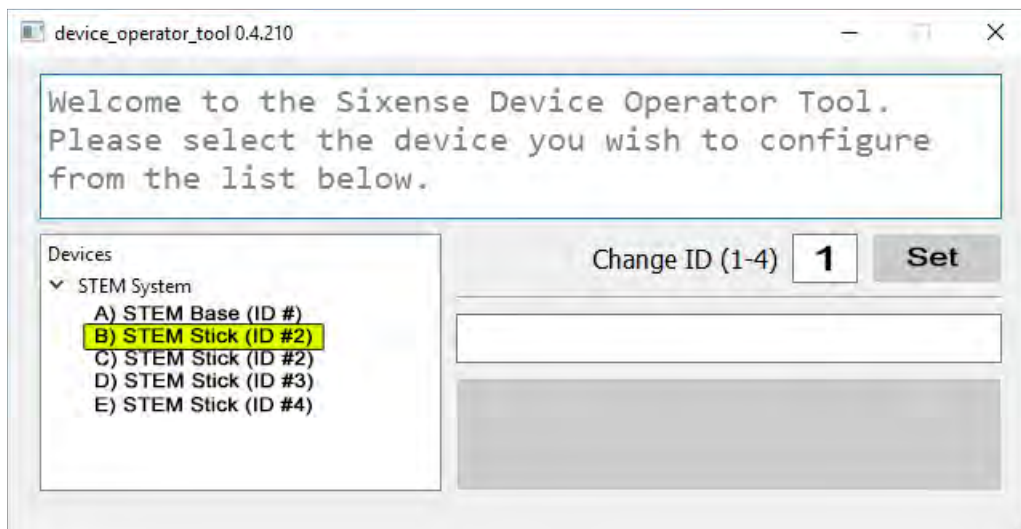 device_operator_tool 0.4.210
Welcome to the Sixense Device Operator Tool.
Please select the device you wish to configure
from the list below.
Devices
STEM System
A) STEM Base (ID #)
B) STEM Stick (ID #2)
C) STEM Stick (ID #2)
D) STEM Stick (ID #3)
E) STEM Stick (ID #4)
Change ID (1-4) 1 Set